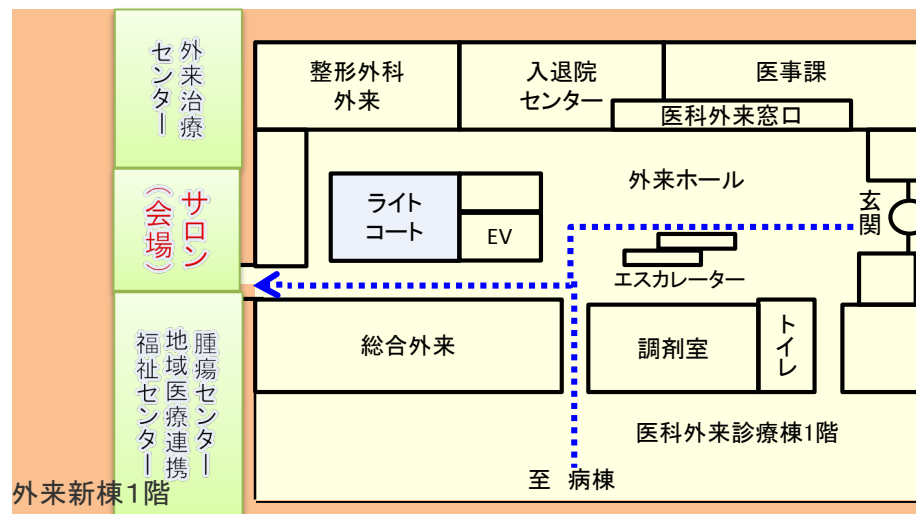 外来治療
センター
サロン
（会場）
腫瘍センター
地域医療連携
福祉センター
外来新棟１階
整形外科
外来
入退院
センター
医事課
医科外来窓口
外来ホール
玄関
ライト
コート
EV
エスカレーター
総合外来
調剤室
トイレ
医科外来診療棟1階
至 病棟